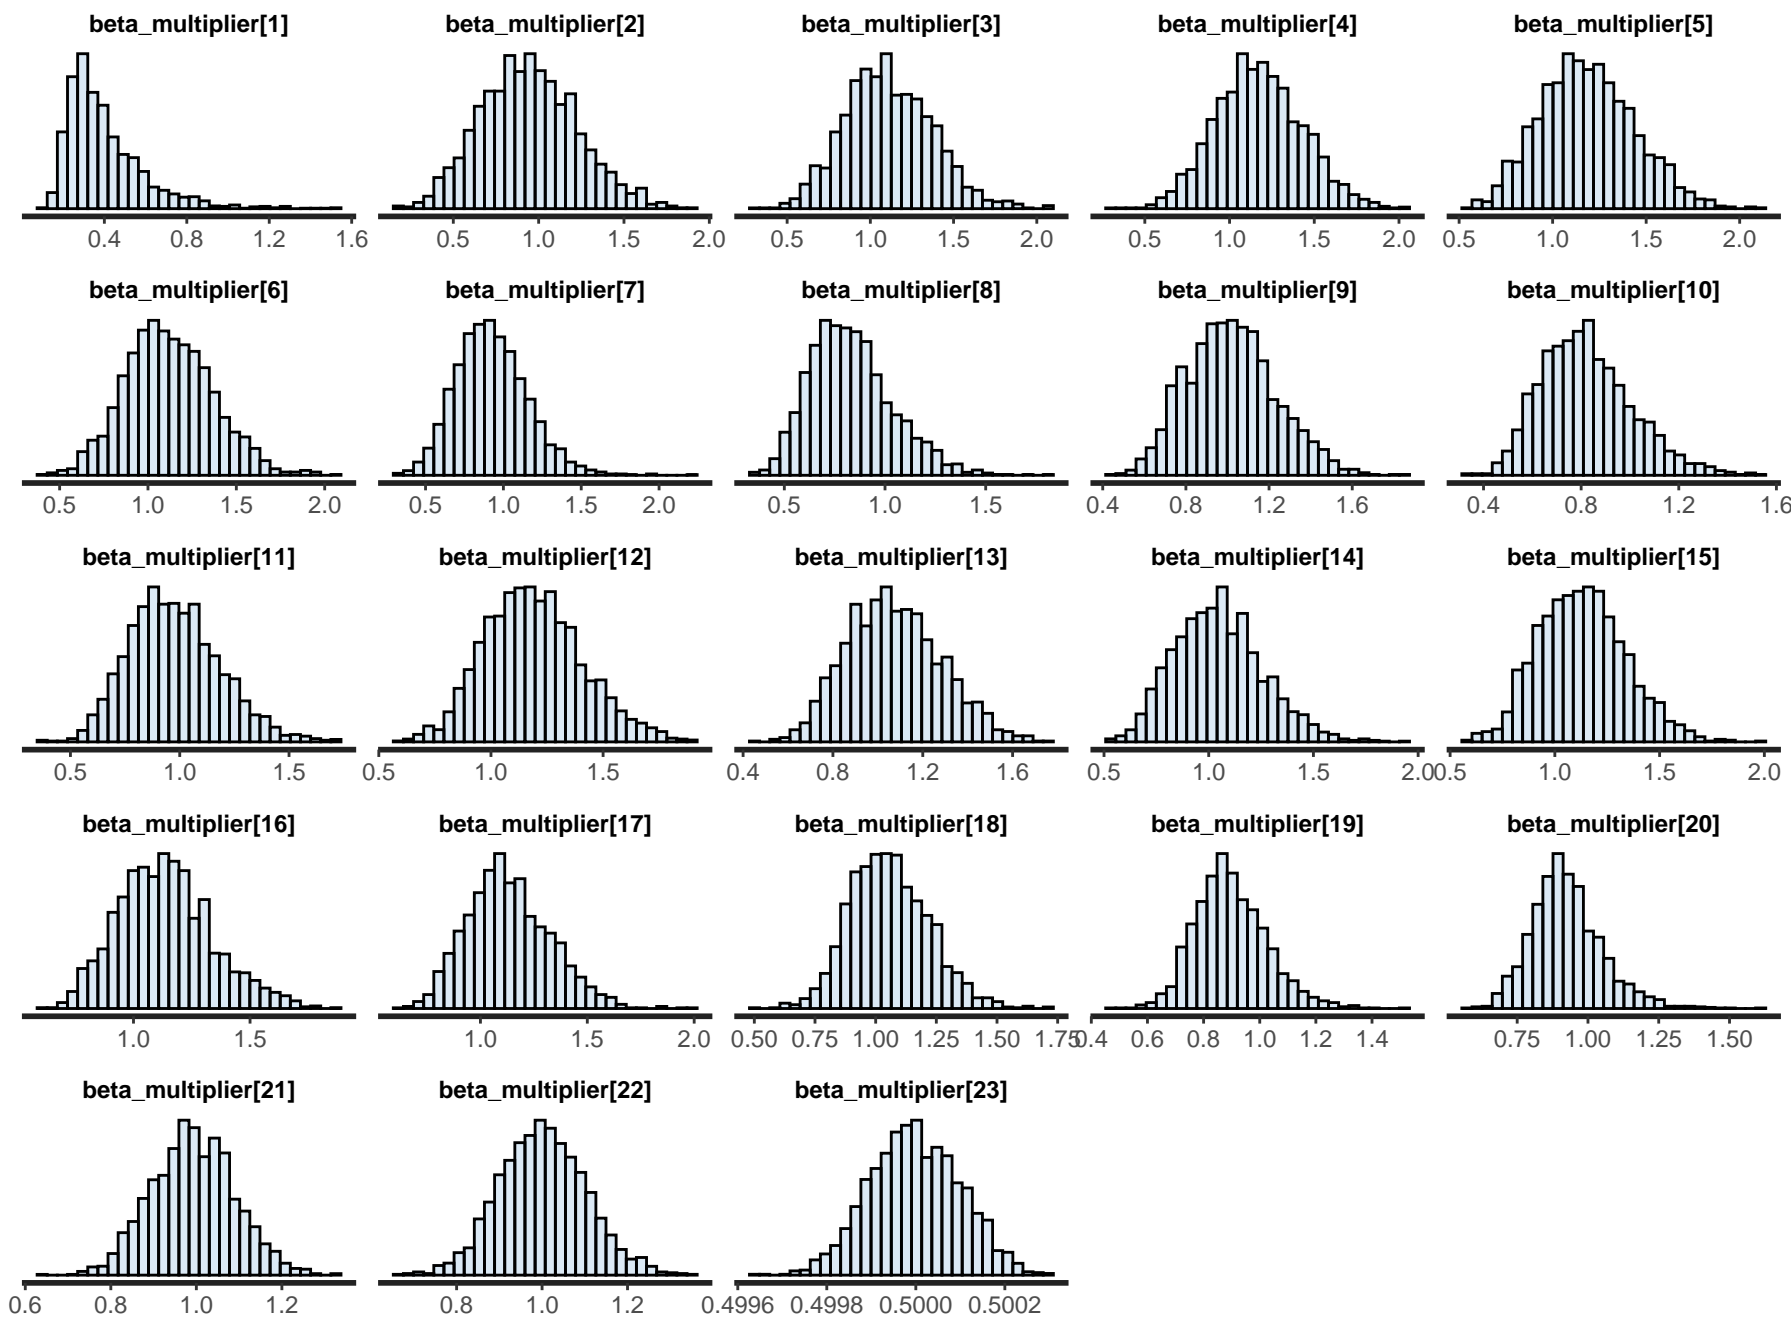 beta_multiplier[1] beta_multiplier[2] beta_multiplier[3] beta_multiplier[4] beta_multiplier[5]
0.4 0.8 1.2 1.6 0.5 1.0 1.5 2.0 0.5 1.0 1.5 2.0 0.5 1.0 1.5 2.0 0.5 1.0 1.5 2.0
beta_multiplier[6] beta_multiplier[7] beta_multiplier[8] beta_multiplier[9] beta_multiplier[10]
0.5 1.0 1.5 2.0 0.5 1.0 1.5 2.0 0.5 1.0 1.5 0.4 0.8 1.2 1.6 0.4 0.8 1.2 1.6
beta_multiplier[11] beta_multiplier[12] beta_multiplier[13] beta_multiplier[14] beta_multiplier[15]
0.5 1.0 1.5 0.5 1.0 1.5 0.4 0.8 1.2 1.6 0.5 1.0 1.5 2.0 0.5 1.0 1.5 2.0
beta_multiplier[16] beta_multiplier[17] beta_multiplier[18] beta_multiplier[19] beta_multiplier[20]
1.0 1.5 1.0 1.5 2.0 0.50 0.75 1.00 1.25 1.50 1.75 0.4 0.6 0.8 1.0 1.2 1.4 0.75 1.00 1.25 1.50
beta_multiplier[21] beta_multiplier[22] beta_multiplier[23]
0.6 0.8 1.0 1.2 0.8 1.0 1.2 0.4996 0.4998 0.5000 0.5002